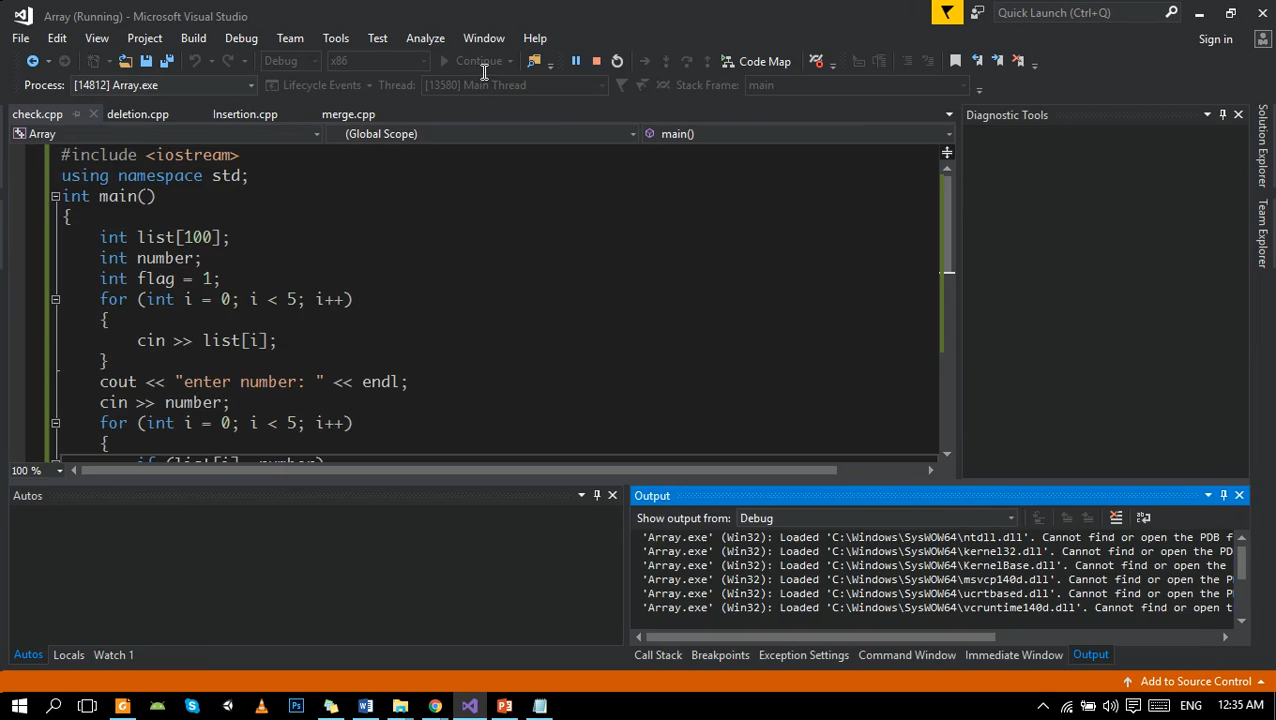 Array (Running) - Microsoft Visual Studio
Quick Launch (Ctrl+Q)
File Edit View Project Build Debug Team Tools Test Analyze Window Help
Sign in
Debug x86 Continue Code Map
Process: [14812] Array.exe Lifecycle Events Thread: [13580] Main Thread Stack Frame: main
check.cpp deletion.cpp Insertion.cpp merge.cpp
Array (Global Scope) main()
#include <iostream>
using namespace std;
int main()
{
int list[100];
int number;
int flag = 1;
for (int i = 0; i < 5; i++)
{
cin >> list[i];
}
cout << "enter number: " << endl;
cin >> number;
for (int i = 0; i < 5; i++)
{
100 %
Diagnostic Tools
Solution Explorer
Team Explorer
Autos
Autos Locals Watch 1
Output
Show output from: Debug
'Array.exe' (Win32): Loaded 'C:\Windows\SysWOW64\ntdll.dll'. Cannot find or open the PDB f
'Array.exe' (Win32): Loaded 'C:\Windows\SysWOW64\kernel32.dll'. Cannot find or open the PD
'Array.exe' (Win32): Loaded 'C:\Windows\SysWOW64\KernelBase.dll'. Cannot find or open the
'Array.exe' (Win32): Loaded 'C:\Windows\SysWOW64\msvcp140d.dll'. Cannot find or open the P
'Array.exe' (Win32): Loaded 'C:\Windows\SysWOW64\ucrtbased.dll'. Cannot find or open the P
'Array.exe' (Win32): Loaded 'C:\Windows\SysWOW64\vcruntime140d.dll'. Cannot find or open t
Call Stack Breakpoints Exception Settings Command Window Immediate Window Output
Add to Source Control
12:35 AM